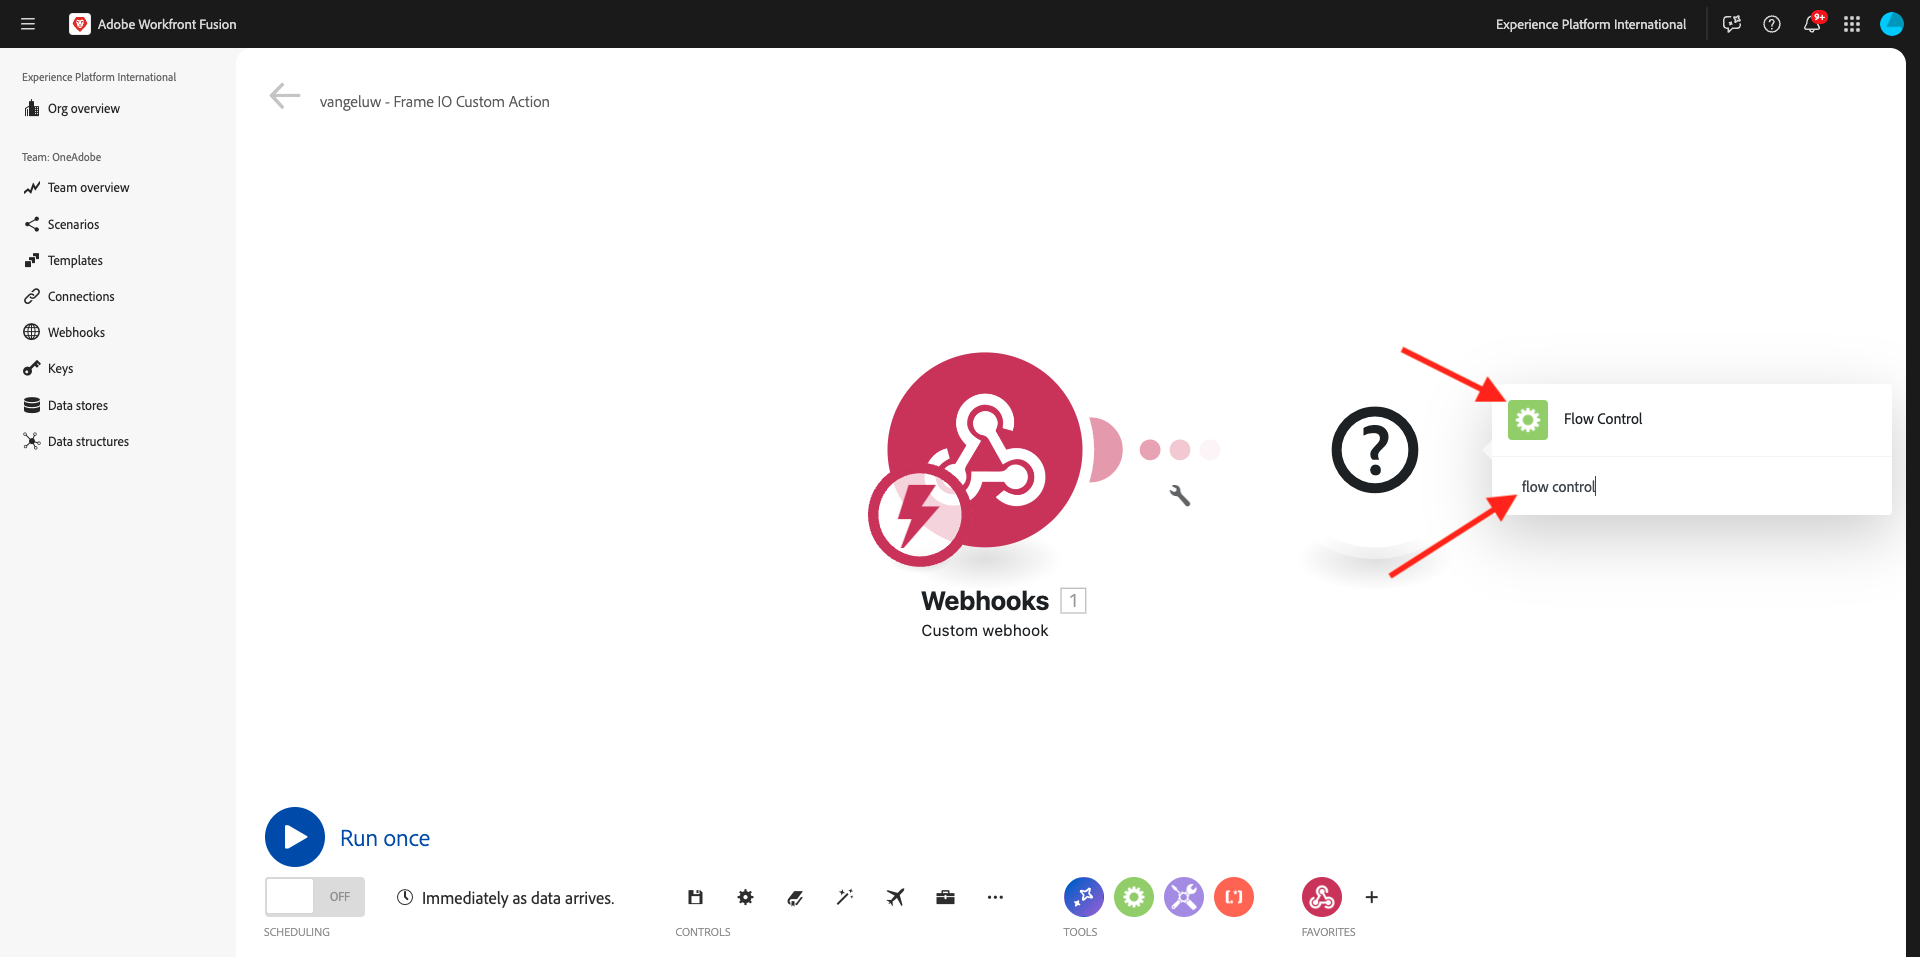 Adobe Workfront Fusion
Experience Platform International
9+
Experience Platform International
Org overview
Team: OneAdobe
Team overview
Scenarios
Templates
Connections
Webhooks
Keys
Data stores
Data structures
vangeluw - Frame IO Custom Action
?
Flow Control
flow control
Webhooks 1
Custom webhook
Run once
OFF
Immediately as data arrives.
SCHEDULING
CONTROLS
TOOLS
FAVORITES